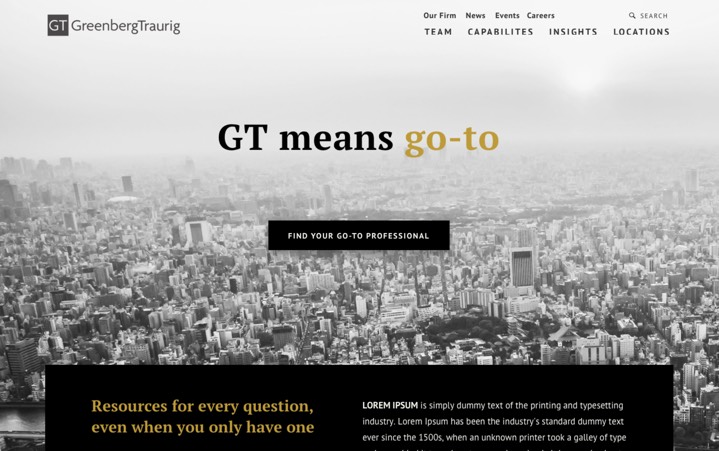 GT GreenbergTraurig
Our Firm News Events Careers
SEARCH
TEAM CAPABILITES INSIGHTS LOCATIONS
GT means go-to
FIND YOUR GO-TO PROFESSIONAL
Resources for every question,
even when you only have one
LOREM IPSUM is simply dummy text of the printing and typesetting
industry. Lorem Ipsum has been the industry's standard dummy text
ever since the 1500s, when an unknown printer took a galley of type